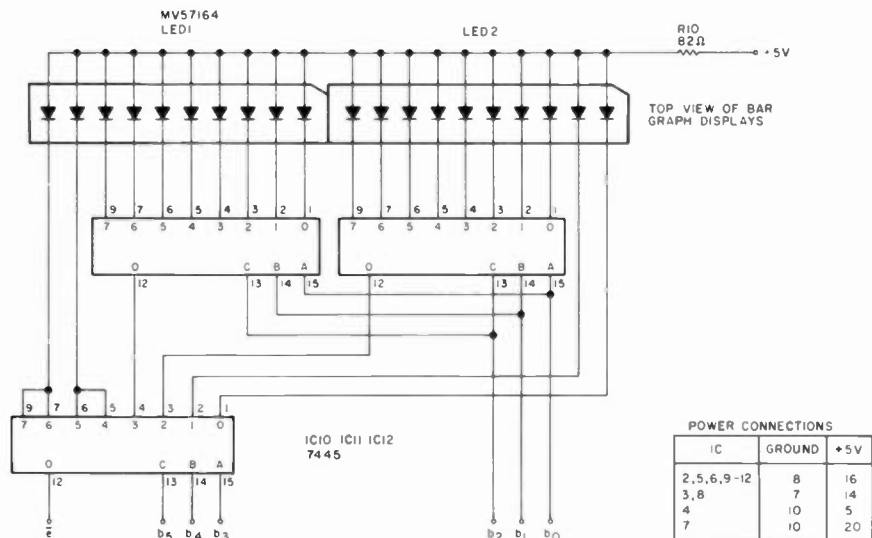 MV57164
LED1
LED2
R10
82Ω
+5V
TOP VIEW OF BAR
GRAPH DISPLAYS
9 7 6 5 4 4 3 2 1
9 7 6 5 4 4 3 2 1
7 6 5 4 3 2 1 0
7 6 5 4 3 2 1 0
D C B A
D C B A
12 13 14 15
12 13 14 15
9 7 6 5 4 3 2 1
7 6 5 4 3 2 1 0
IC10 IC11 IC12
7445
D C B A
12 13 14 15
e̅ b5 b4 b3
b2 b1 b0
POWER CONNECTIONS
IC GROUND +5V
2,5,6,9-12 8 16
3,8 7 14
4 10 5
7 10 20